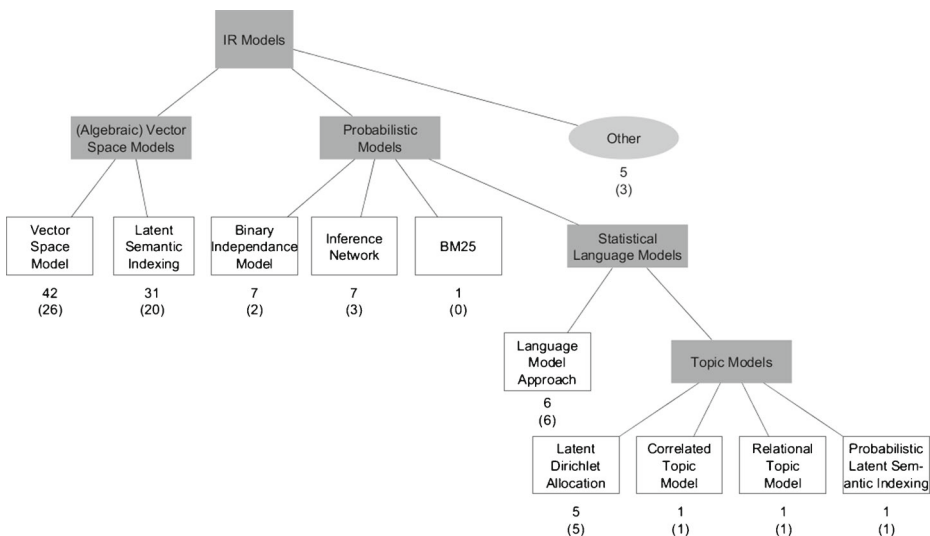 IR Models
(Algebraic) Vector
Space Models
Probabilistic
Models
Other
5
(3)
Vector
Space
Model
42
(26)
Latent
Semantic
Indexing
31
(20)
Binary
Independance
Model
7
(2)
Inference
Network
7
(3)
BM25
1
(0)
Statistical
Language Models
Language
Model
Approach
6
(6)
Topic Models
Latent
Dirichlet
Allocation
5
(5)
Correlated
Topic
Model
1
(1)
Relational
Topic
Model
1
(1)
Probabilistic
Latent Sem-
antic Indexing
1
(1)